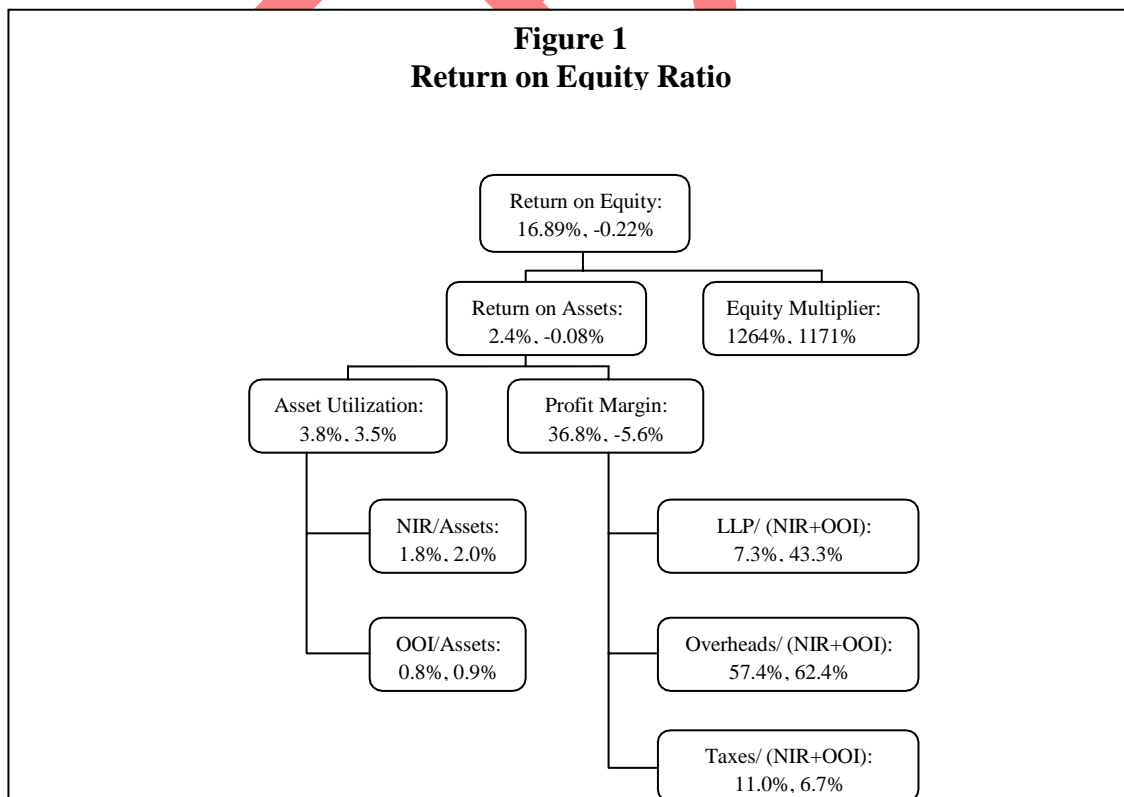 Figure 1
Return on Equity Ratio
Return on Equity:
16.89%, -0.22%
Return on Assets:
2.4%, -0.08%
Equity Multiplier:
1264%, 1171%
Asset Utilization:
3.8%, 3.5%
Profit Margin:
36.8%, -5.6%
NIR/Assets:
1.8%, 2.0%
LLP/ (NIR+OOI):
7.3%, 43.3%
OOI/Assets:
0.8%, 0.9%
Overheads/ (NIR+OOI):
57.4%, 62.4%
Taxes/ (NIR+OOI):
11.0%, 6.7%